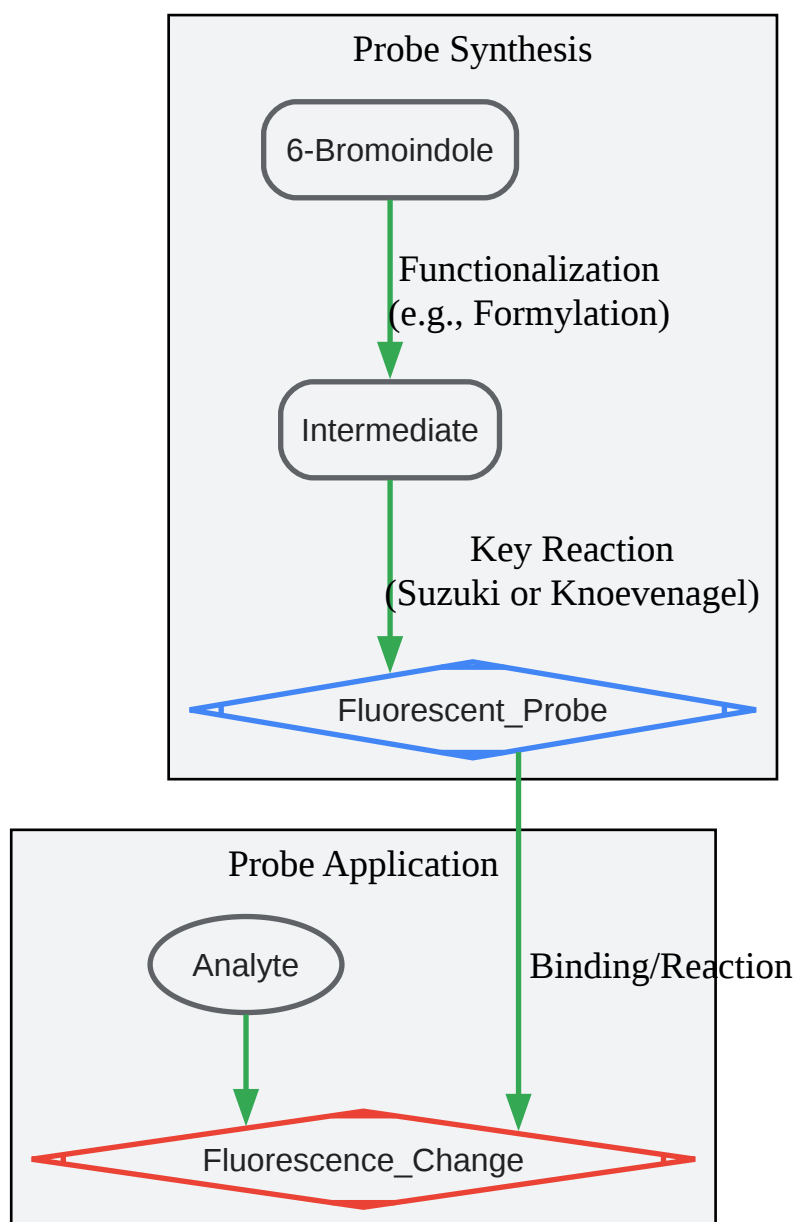 Probe Synthesis
6-Bromoindole
Functionalization
(e.g., Formylation)
Intermediate
Key Reaction
(Suzuki or Knoevenagel)
Fluorescent_Probe
Probe Application
Analyte
Binding/Reaction
Fluorescence_Change